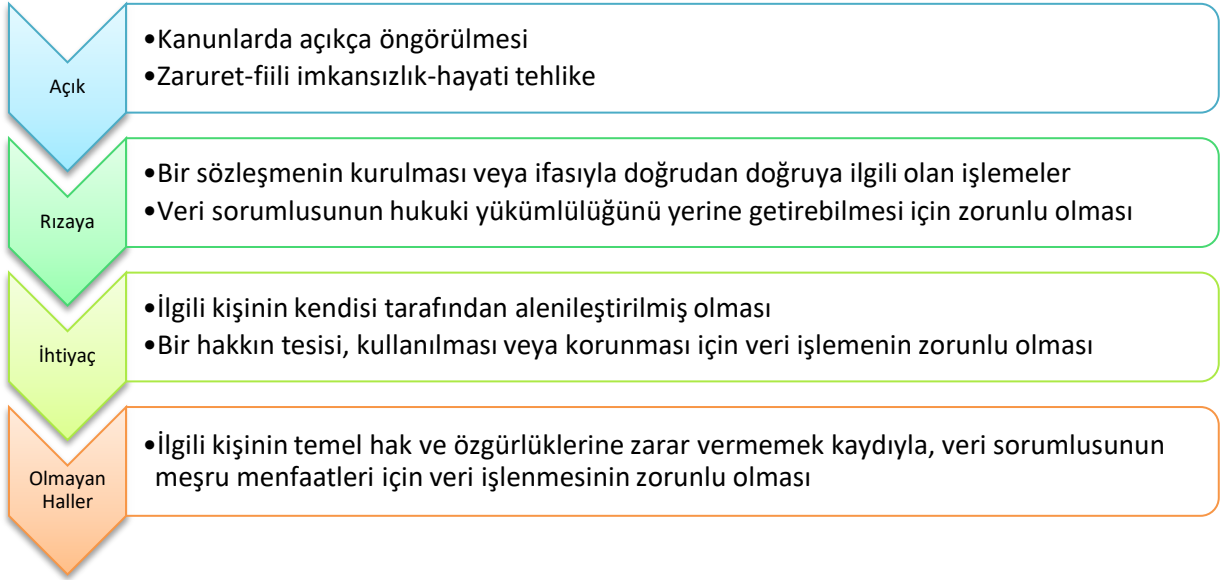 Açık
•Kanunlarda açıkça öngörülmesi
•Zaruret-fiili imkansızlık-hayati tehlike
Rızaya
•Bir sözleşmenin kurulması veya ifasıyla doğrudan doğruya ilgili olan işlemeler
•Veri sorumlusunun hukuki yükümlülüğünü yerine getirebilmesi için zorunlu olması
İhtiyaç
•İlgili kişinin kendisi tarafından alenileştirilmiş olması
•Bir hakkın tesisi, kullanılması veya korunması için veri işlemenin zorunlu olması
Olmayan
Haller
•İlgili kişinin temel hak ve özgürlüklerine zarar vermemek kaydıyla, veri sorumlusunun
meşru menfaatleri için veri işlenmesinin zorunlu olması